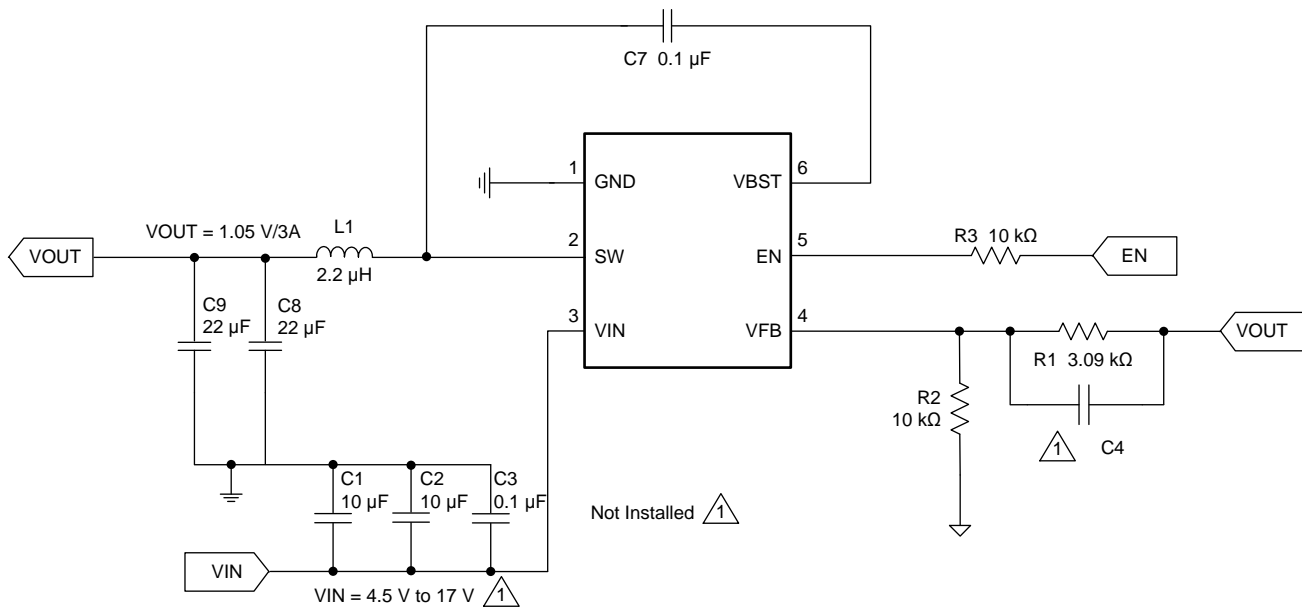 C7 0.1 µF
1
GND
VBST
6
VOUT = 1.05 V/3A
L1
VOUT
2.2 µH
2
SW
EN
5
R3 10 kΩ
EN
C9
22 µF
C8
22 µF
3
VIN
VFB
4
VOUT
R1 3.09 kΩ
R2
10 kΩ
1
C4
C1
10 µF
C2
10 µF
C3
0.1 µF
Not Installed 1
VIN
VIN = 4.5 V to 17 V 1